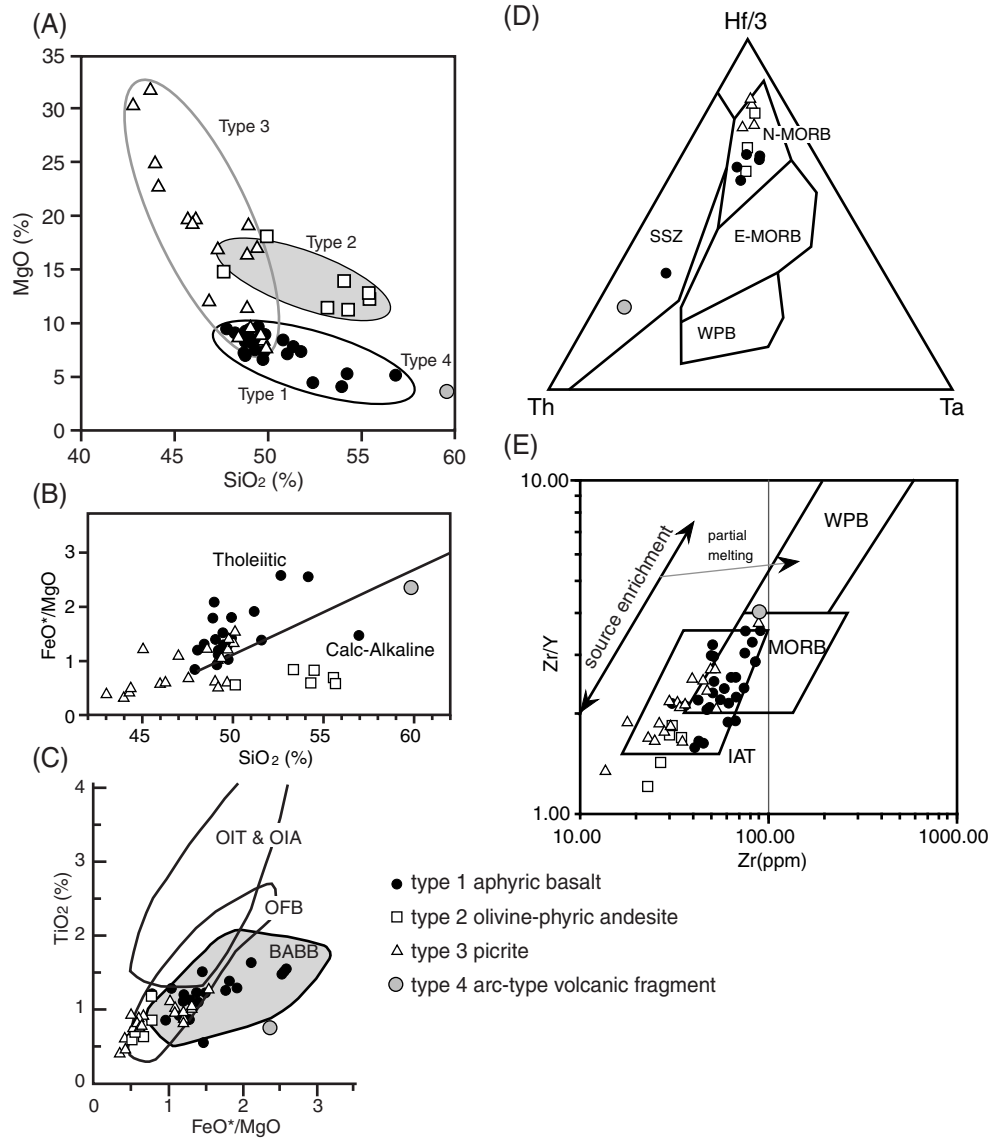 (A)
35
30
25
20
15
10
5
0
MgO (%)
Type 3
Type 2
Type 4
Type 1
40
45
50
55
60
SiO2 (%)
(B)
3
2
1
0
FeO*/MgO
Tholeiitic
Calc-Alkaline
45
50
55
60
SiO2 (%)
(C)
4
3
2
1
0
TiO2 (%)
OIT & OIA
OFB
BABB
0
1
2
3
FeO*/MgO
(D)
Hf/3
N-MORB
SSZ
E-MORB
WPB
Th
Ta
(E)
10.00
1.00
Zr/Y
source enrichment
partial
melting
WPB
MORB
IAT
10.00
100.00
1000.00
Zr(ppm)
type 1 aphyric basalt
type 2 olivine-phyric andesite
type 3 picrite
type 4 arc-type volcanic fragment